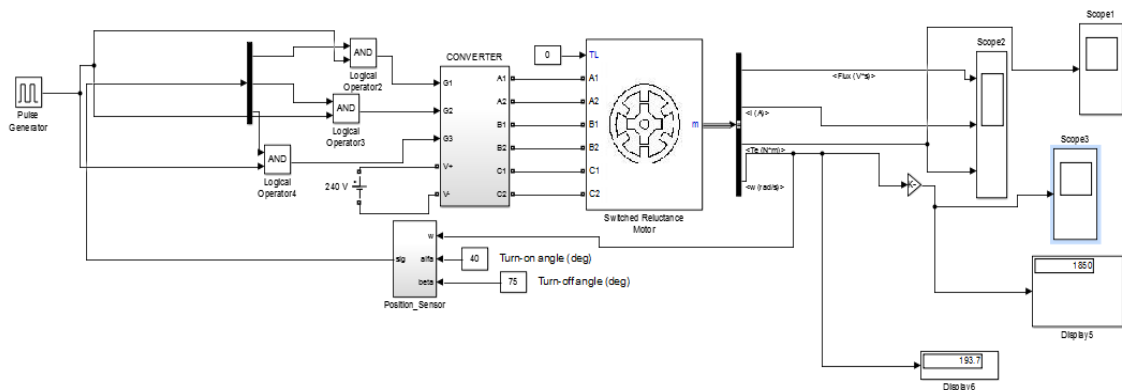 Pulse
Generator
AND
Logical
Operator2
AND
Logical
Operator3
AND
Logical
Operator4
CONVERTER
G1
G2
G3
V+
V-
A1
A2
B1
B2
C1
C2
240 V
+
0
TL
A1
A2
B1
B2
C1
C2
m
Switched Reluctance
Motor
<Flux (V*s)
<I (A)
<Te (N*m)>
<w (rad/s)>
K-
Scope2
Scope1
Scope3
1850
Display5
193.7
Display6
w
sig
alfa
beta
Position_Sensor
40
Turn-on angle (deg)
75
Turn-off angle (deg)